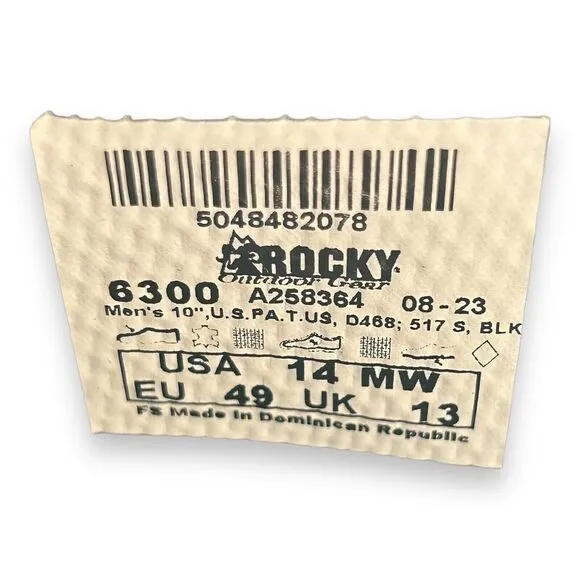 5048482078
ROCKY
Outdoor Gear
6300 A258364 08-23
Men's 10",U.S.PA.T.US, D468; 517 S, BLK
USA 14 MW
EU 49 UK 13
FS Made in Dominican Republic